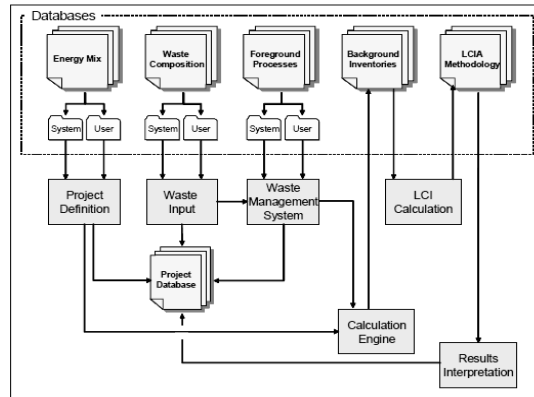 Databases
Energy Mix
Waste
Composition
Foreground
Processes
Background
Inventories
LCIA
Methodology
System
User
System
User
System
User
Project
Definition
Waste
Input
Waste
Management
System
LCI
Calculation
Project
Database
Calculation
Engine
Results
Interpretation